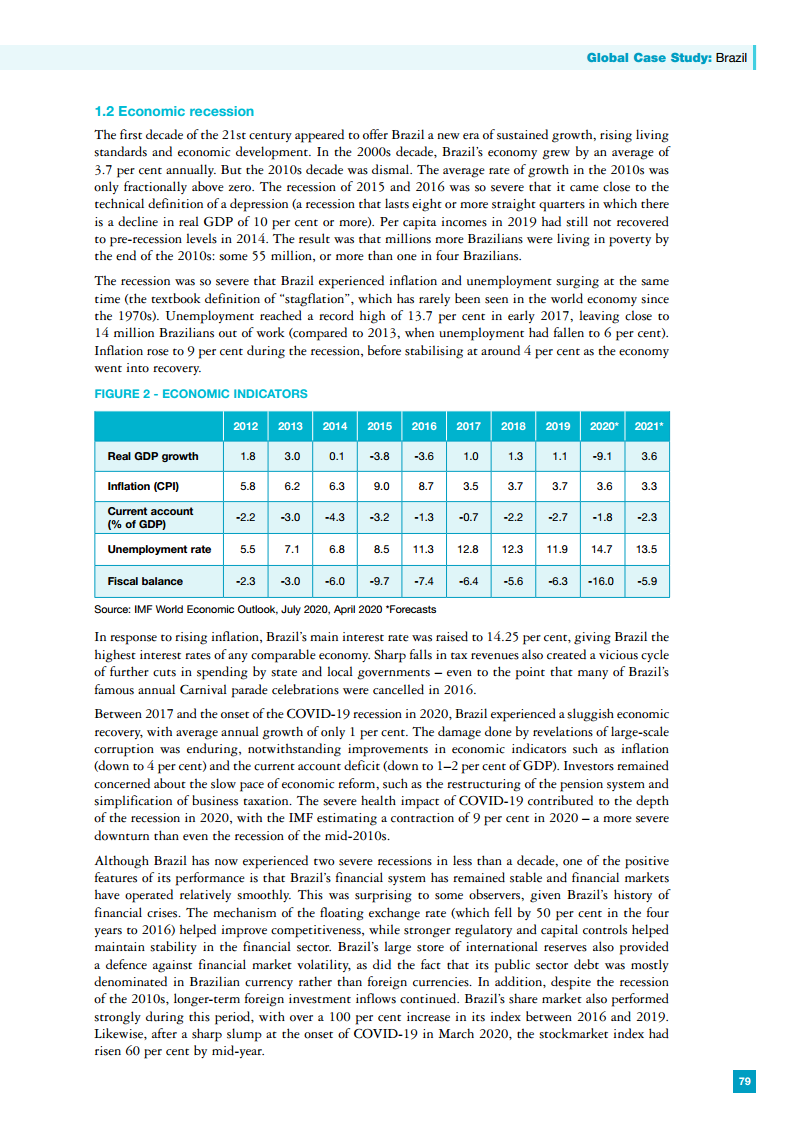 Global Case Study: Brazil
1.2 Economic recession
The first decade of the 21st century appeared to offer Brazil a new era of sustained growth, rising living
standards and economic development. In the 2000s decade, Brazil's economy grew by an average of
3.7 per cent annually. But the 2010s decade was dismal. The average rate of growth in the 2010s was
only fractionally above zero. The recession of 2015 and 2016 was so severe that it came close to the
technical definition of a depression (a recession that lasts eight or more straight quarters in which there
is a decline in real GDP of 10 per cent or more). Per capita incomes in 2019 had still not recovered
to pre-recession levels in 2014. The result was that millions more Brazilians were living in poverty by
the end of the 2010s: some 55 million, or more than one in four Brazilians.
The recession was so severe that Brazil experienced inflation and unemployment surging at the same
time (the textbook definition of “stagflation”, which has rarely been seen in the world economy since
the 1970s). Unemployment reached a record high of 13.7 per cent in early 2017, leaving close to
14 million Brazilians out of work (compared to 2013, when unemployment had fallen to 6 per cent).
Inflation rose to 9 per cent during the recession, before stabilising at around 4 per cent as the economy
went into recovery.
FIGURE 2 - ECONOMIC INDICATORS
2012 2013 2014 2015 2016 2017 2018 2019 2020* 2021*
Real GDP growth 1.8 3.0 0.1 -3.8 -3.6 1.0 1.3 1.1 -9.1 3.6
Inflation (CPI) 5.8 6.2 6.3 9.0 8.7 3.5 3.7 3.7 3.6 3.3
Current account
(% of GDP) -2.2 -3.0 -4.3 -3.2 -1.3 -0.7 -2.2 -2.7 -1.8 -2.3
Unemployment rate 5.5 7.1 6.8 8.5 11.3 12.8 12.3 11.9 14.7 13.5
Fiscal balance -2.3 -3.0 -6.0 -9.7 -7.4 -6.4 -5.6 -6.3 -16.0 -5.9
Source: IMF World Economic Outlook, July 2020, April 2020 *Forecasts
In response to rising inflation, Brazil's main interest rate was raised to 14.25 per cent, giving Brazil the
highest interest rates of any comparable economy. Sharp falls in tax revenues also created a vicious cycle
of further cuts in spending by state and local governments – even to the point that many of Brazil's
famous annual Carnival parade celebrations were cancelled in 2016.
Between 2017 and the onset of the COVID-19 recession in 2020, Brazil experienced a sluggish economic
recovery, with average annual growth of only 1 per cent. The damage done by revelations of large-scale
corruption was enduring, notwithstanding improvements in economic indicators such as inflation
(down to 4 per cent) and the current account deficit (down to 1–2 per cent of GDP). Investors remained
concerned about the slow pace of economic reform, such as the restructuring of the pension system and
simplification of business taxation. The severe health impact of COVID-19 contributed to the depth
of the recession in 2020, with the IMF estimating a contraction of 9 per cent in 2020 – a more severe
downturn than even the recession of the mid-2010s.
Although Brazil has now experienced two severe recessions in less than a decade, one of the positive
features of its performance is that Brazil's financial system has remained stable and financial markets
have operated relatively smoothly. This was surprising to some observers, given Brazil's history of
financial crises. The mechanism of the floating exchange rate (which fell by 50 per cent in the four
years to 2016) helped improve competitiveness, while stronger regulatory and capital controls helped
maintain stability in the financial sector. Brazil's large store of international reserves also provided
a defence against financial market volatility, as did the fact that its public sector debt was mostly
denominated in Brazilian currency rather than foreign currencies. In addition, despite the recession
of the 2010s, longer-term foreign investment inflows continued. Brazil's share market also performed
strongly during this period, with over a 100 per cent increase in its index between 2016 and 2019.
Likewise, after a sharp slump at the onset of COVID-19 in March 2020, the stockmarket index had
risen 60 per cent by mid-year.
79